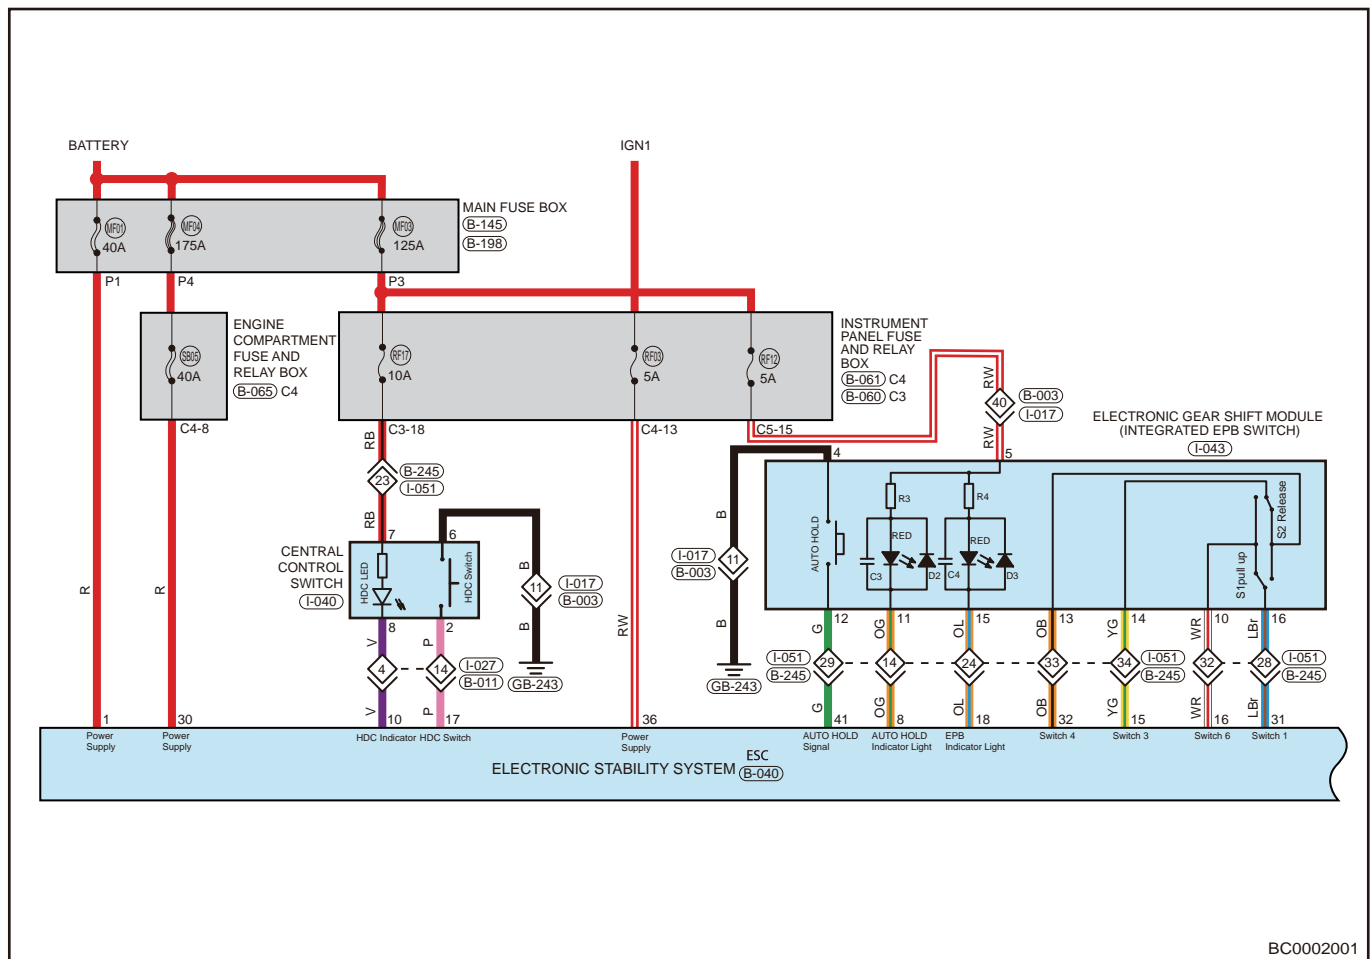 BATTERY
IGN1
MAIN FUSE BOX
B-145
B-198
MF01
40A
MF04
175A
MF03
125A
P1
P4
P3
ENGINE
COMPARTMENT
FUSE AND
RELAY BOX
B-065 C4
SB05
40A
C4-8
RF17
10A
RF03
5A
RF12
5A
INSTRUMENT
PANEL FUSE
AND RELAY
BOX
B-061 C4
B-060 C3
C3-18
C4-13
C5-15
RW
40
B-003
I-017
RW
ELECTRONIC GEAR SHIFT MODULE
(INTEGRATED EPB SWITCH)
I-043
RB
23
B-245
I-051
RB
7
6
CENTRAL
CONTROL
SWITCH
I-040
HDC LED
HDC Switch
B
11
I-017
B-003
B
GB-243
8
2
V
P
4
14
I-027
B-011
V
P
10
17
R
R
RW
4
5
B
I-017
B-003
11
B
GB-243
AUTO HOLD
R3
RED
C3
D2
R4
RED
C4
D3
S1pull up
S2 Release
12
11
15
13
14
10
16
G
OG
OL
OB
YG
WR
LBr
I-051
B-245
29
14
24
33
34
I-051
B-245
32
28
I-051
B-245
G
OG
OL
OB
YG
WR
LBr
1
30
36
41
8
18
32
15
16
31
Power
Supply
Power
Supply
HDC Indicator
HDC Switch
Power
Supply
AUTO HOLD
Signal
AUTO HOLD
Indicator Light
EPB
Indicator Light
Switch 4
Switch 3
Switch 6
Switch 1
ELECTRONIC STABILITY SYSTEM
ESC
B-040
BC0002001